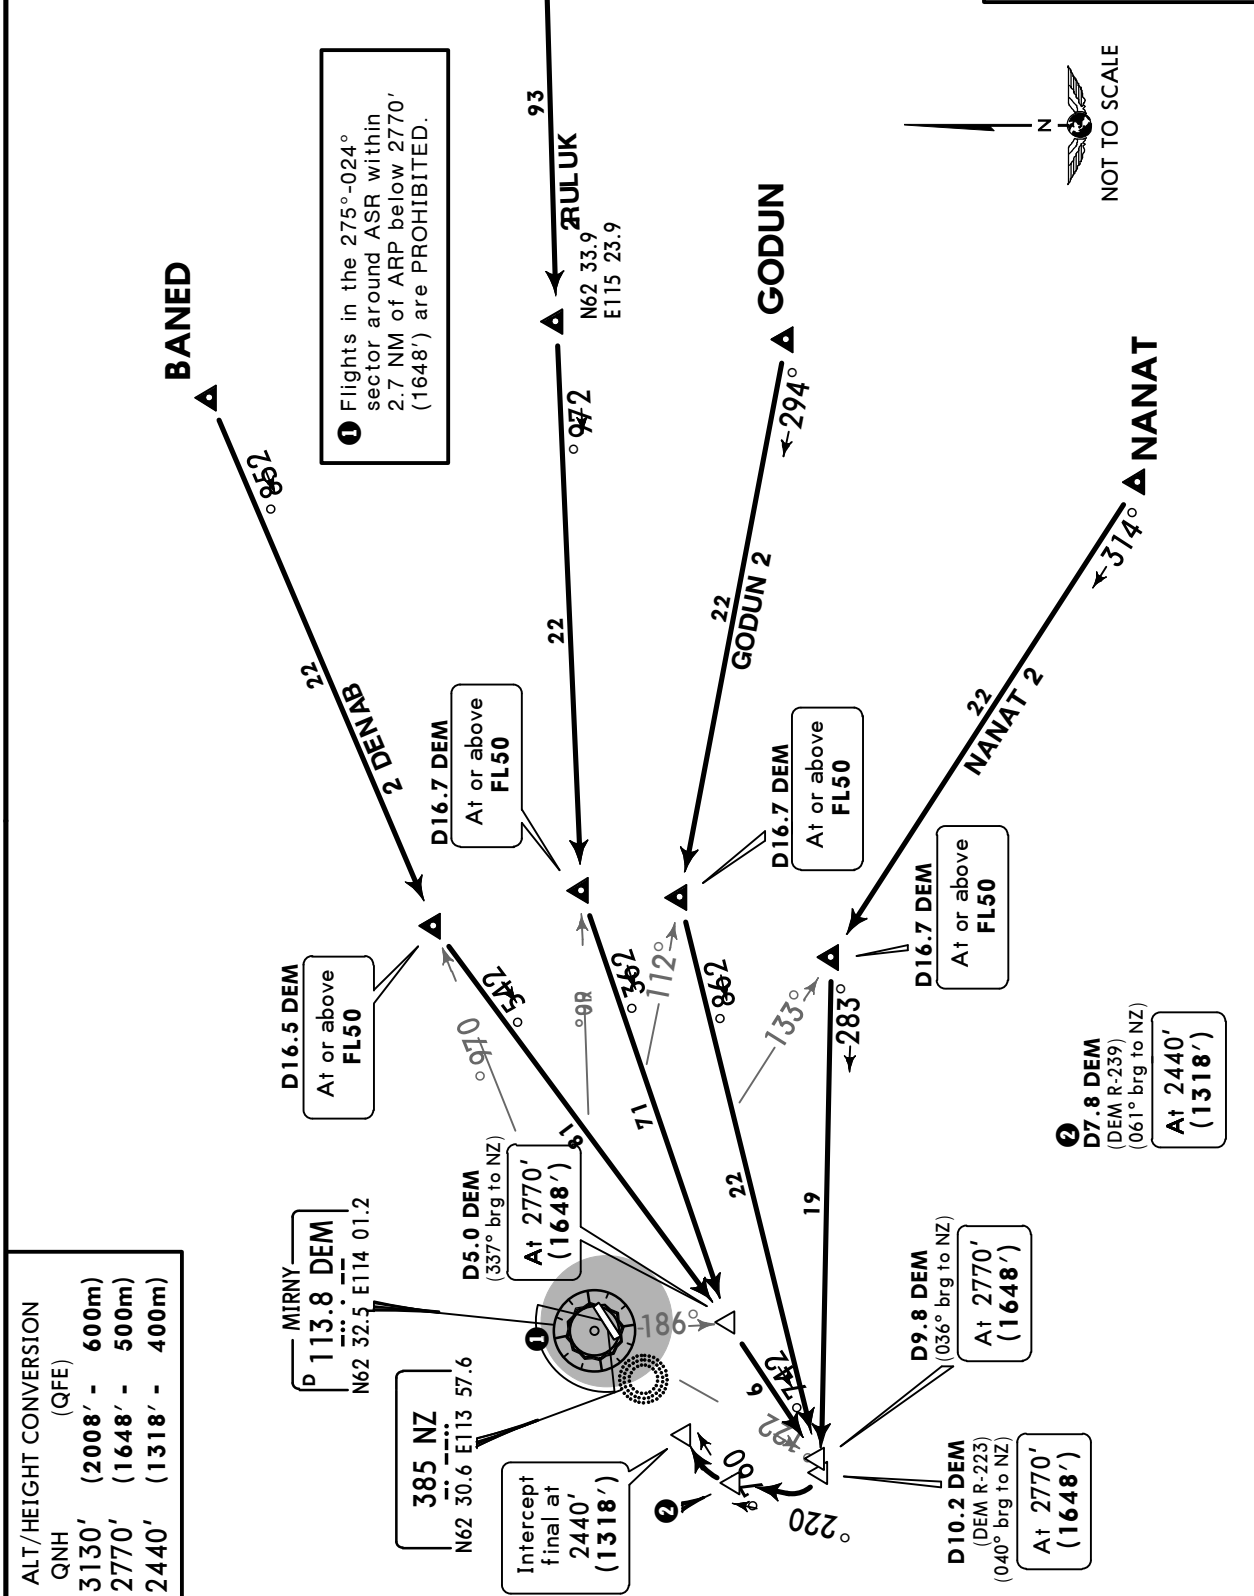 ALT/HEIGHT CONVERSION
QNH (QFE)
3130' (2008' - 600m)
2770' (1648' - 500m)
2440' (1318' - 400m)
MIRNY
D 113.8 DEM
N62 32.5 E114 01.2
385 NZ
N62 30.6 E113 57.6
Intercept
final at
2440'
(1318')
BANED
22
2 DENAB
D16.5 DEM
At or above
FL50
❶ Flights in the 275°-024°
sector around ASR within
2.7 NM of ARP below 2770'
(1648') are PROHIBITED.
93
N62 33.9
E115 23.9
22
D16.7 DEM
At or above
FL50
81
71
D5.0 DEM
(337° brg to NZ)
At 2770'
(1648')
❶
186°
112°
GODUN
294°
22
GODUN 2
D16.7 DEM
At or above
FL50
22
133°
NANAT
314°
22
NANAT 2
D16.7 DEM
At or above
FL50
283°
19
6
❷
220°
D9.8 DEM
(036° brg to NZ)
At 2770'
(1648')
D10.2 DEM
(DEM R-223)
(040° brg to NZ)
At 2770'
(1648')
❷
D7.8 DEM
(DEM R-239)
(061° brg to NZ)
At 2440'
(1318')
N
NOT TO SCALE